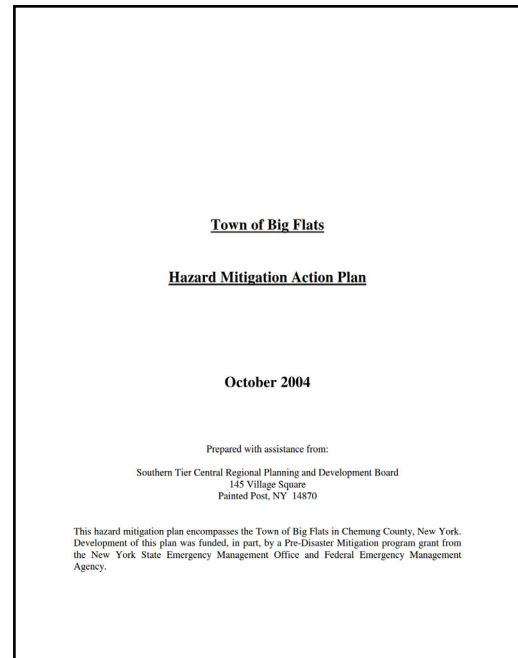 Town of Big Flats
Hazard Mitigation Action Plan
October 2004
Prepared with assistance from:
Southern Tier Central Regional Planning and Development Board
145 Village Square
Painted Post, NY 14870
This hazard mitigation plan encompasses the Town of Big Flats in Chemung County, New York.
Development of this plan was funded, in part, by a Pre-Disaster Mitigation program grant from
the New York State Emergency Management Office and Federal Emergency Management
Agency.